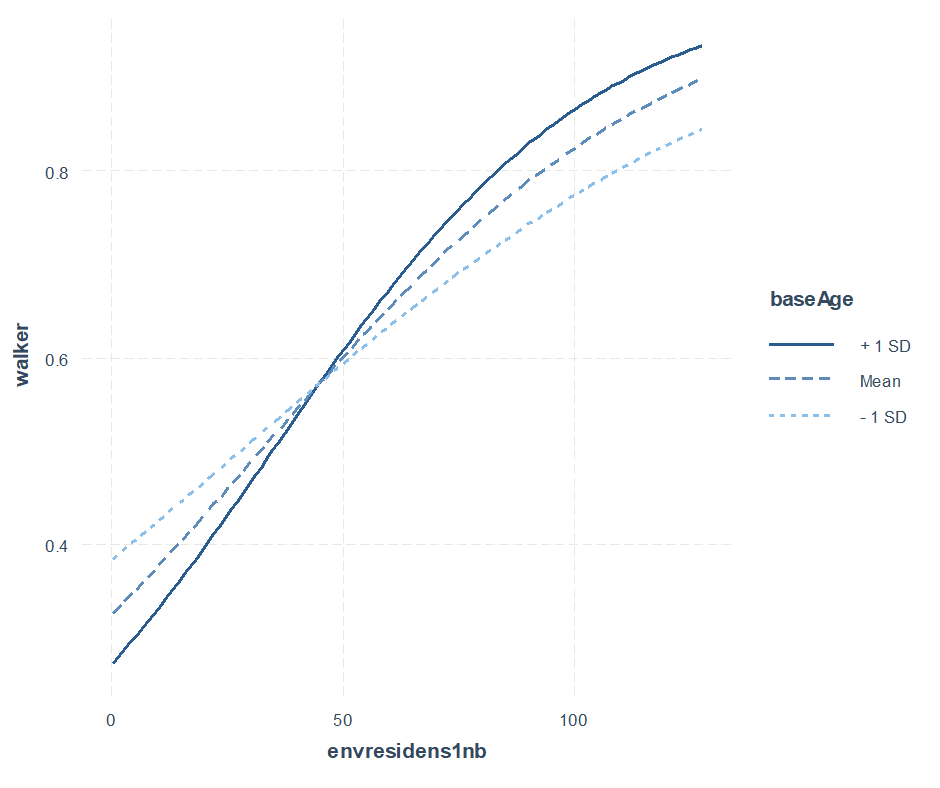 walker
0.8
0.6
0.4
0
50
100
envresidens1nb
baseAge
+ 1 SD
Mean
- 1 SD